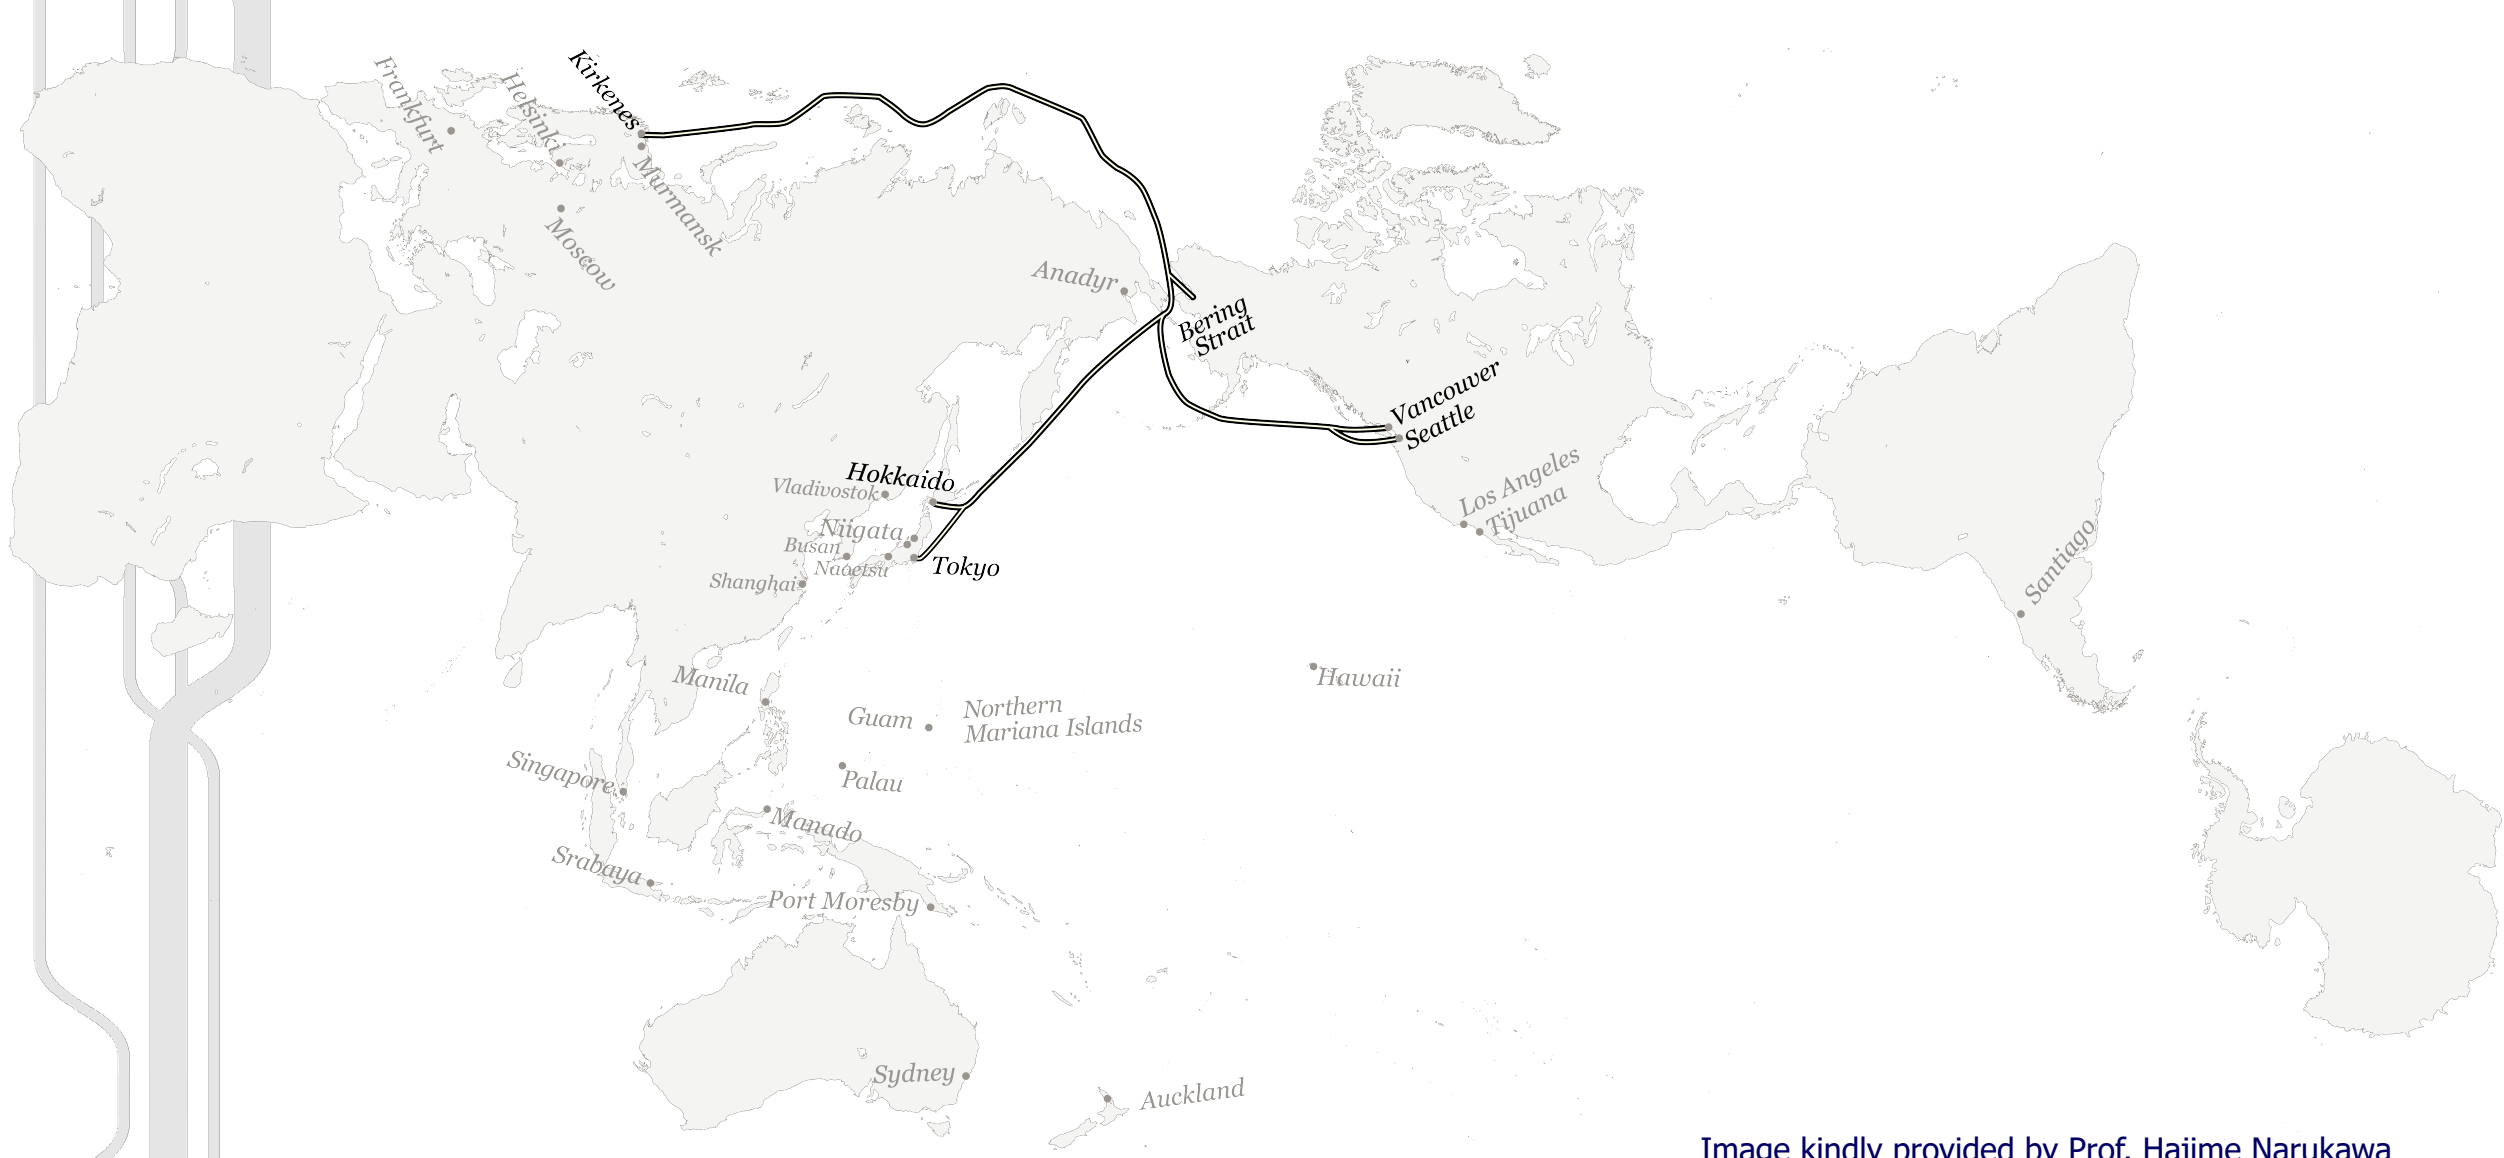 Frankfurt
Helsinki
Kirkenes
Murmansk
Moscow
Anadyr
Bering
Strait
Vancouver
Seattle
Los Angeles
Tijuana
Hokkaido
Vladivostok
Niigata
Busan
Naoetsu
Tokyo
Shanghai
Santiago
Manila
Hawaii
Guam
Northern
Mariana Islands
Palau
Singapore
Manado
Srabaya
Port Moresby
Sydney
Auckland
Image kindly provided by Prof. Hajime Narukawa